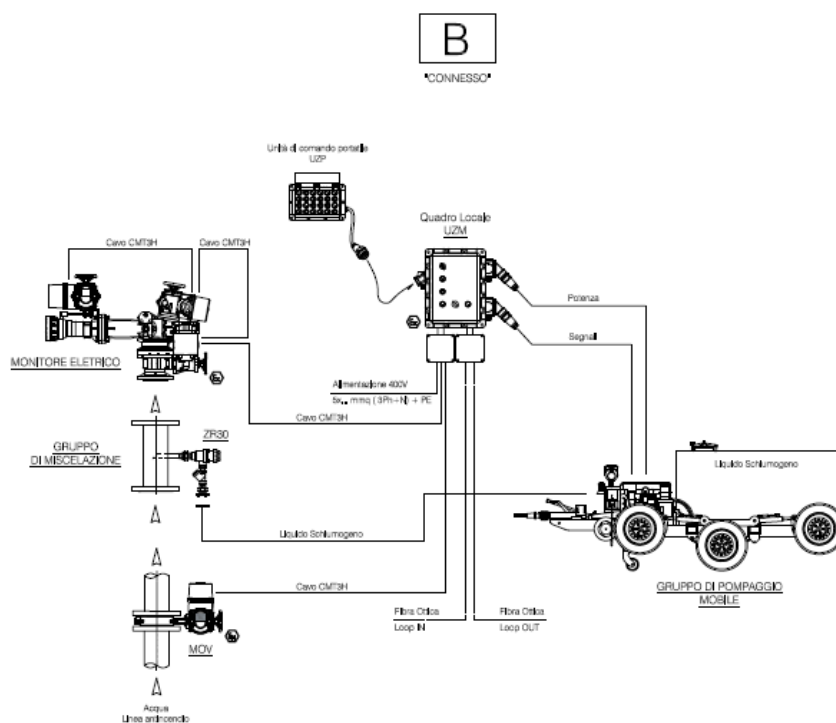 B
"CONNESSO"
Unità di comando portatile
UZP
Quadro Locale
UZM
Cavo CMT3H
Cavo CMT3H
Potenza
Segnali
MONITORE ELETRICO
Alimentazione 400V
mmq ( 3Ph+N) + PE
Cavo CMT3H
ZR30
GRUPPO
DI MISCELAZIONE
Liquido Schiumogeno
Liquido Schiumogeno
GRUPPO DI POMPAGGIO
MOBILE
Cavo CMT3H
Fibra Ottica
Loop IN
Fibra Ottica
Loop OUT
MOV
Acqua
Linea antincendio